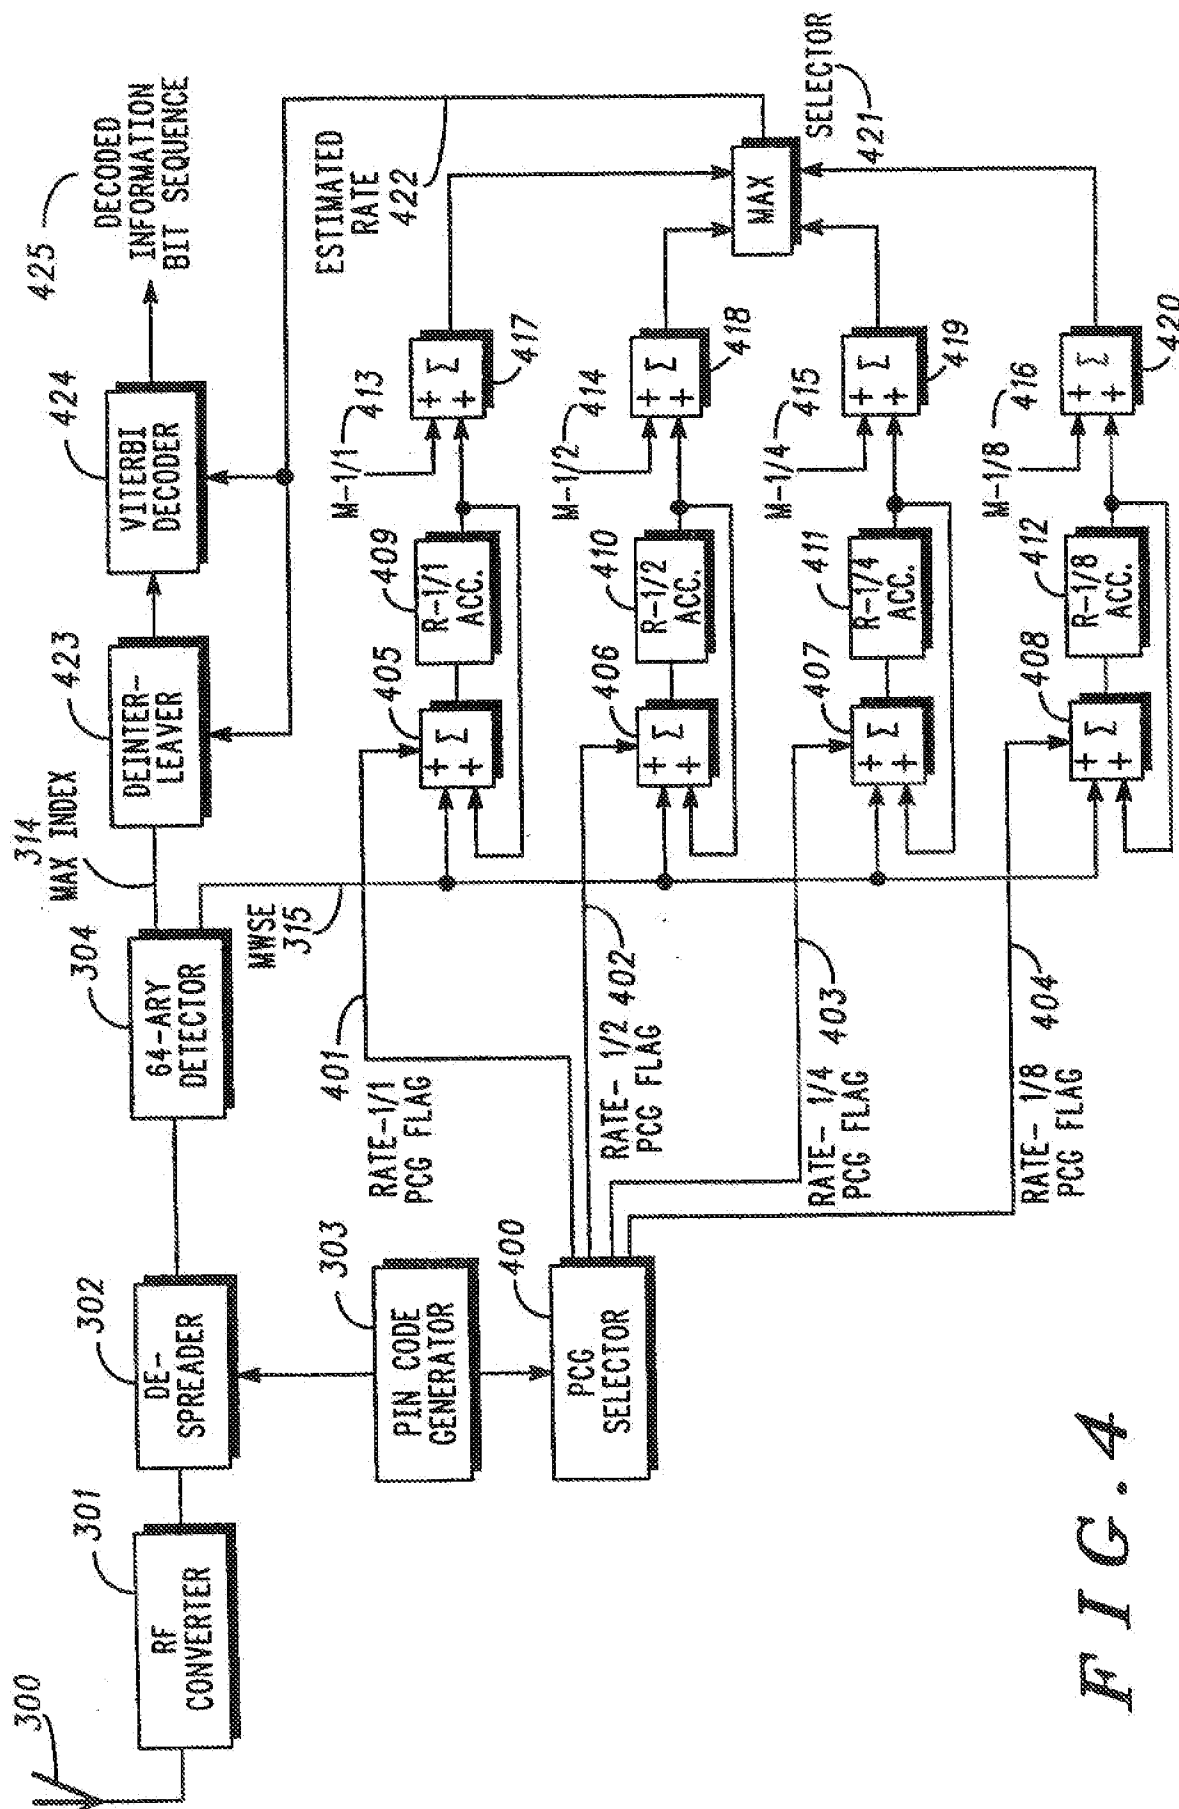 300
301
RF
CONVERTER
302
DE-
SPREADER
304
64-ARY
DETECTOR
314
MAX INDEX
423
DEINTER-
LEAVER
424
VITERBI
DECODER
425
DECODED
INFORMATION
BIT SEQUENCE
303
PIN CODE
GENERATOR
400
PCG
SELECTOR
MWSE
315
401
RATE-1/1
PCG FLAG
RATE- 1/2
PCG FLAG
402
RATE- 1/4
PCG FLAG
403
RATE- 1/8
PCG FLAG
404
405
+
+ Σ
409
R-1/1
ACC.
M-1/1
413
+
+ Σ
417
406
+
+ Σ
410
R-1/2
ACC.
M-1/2
414
+
+ Σ
418
407
+
+ Σ
411
R-1/4
ACC.
M-1/4
415
+
+ Σ
419
408
+
+ Σ
412
R-1/8
ACC.
M-1/8
416
+
+ Σ
420
ESTIMATED
RATE
422
MAX
SELECTOR
421
FIG.4